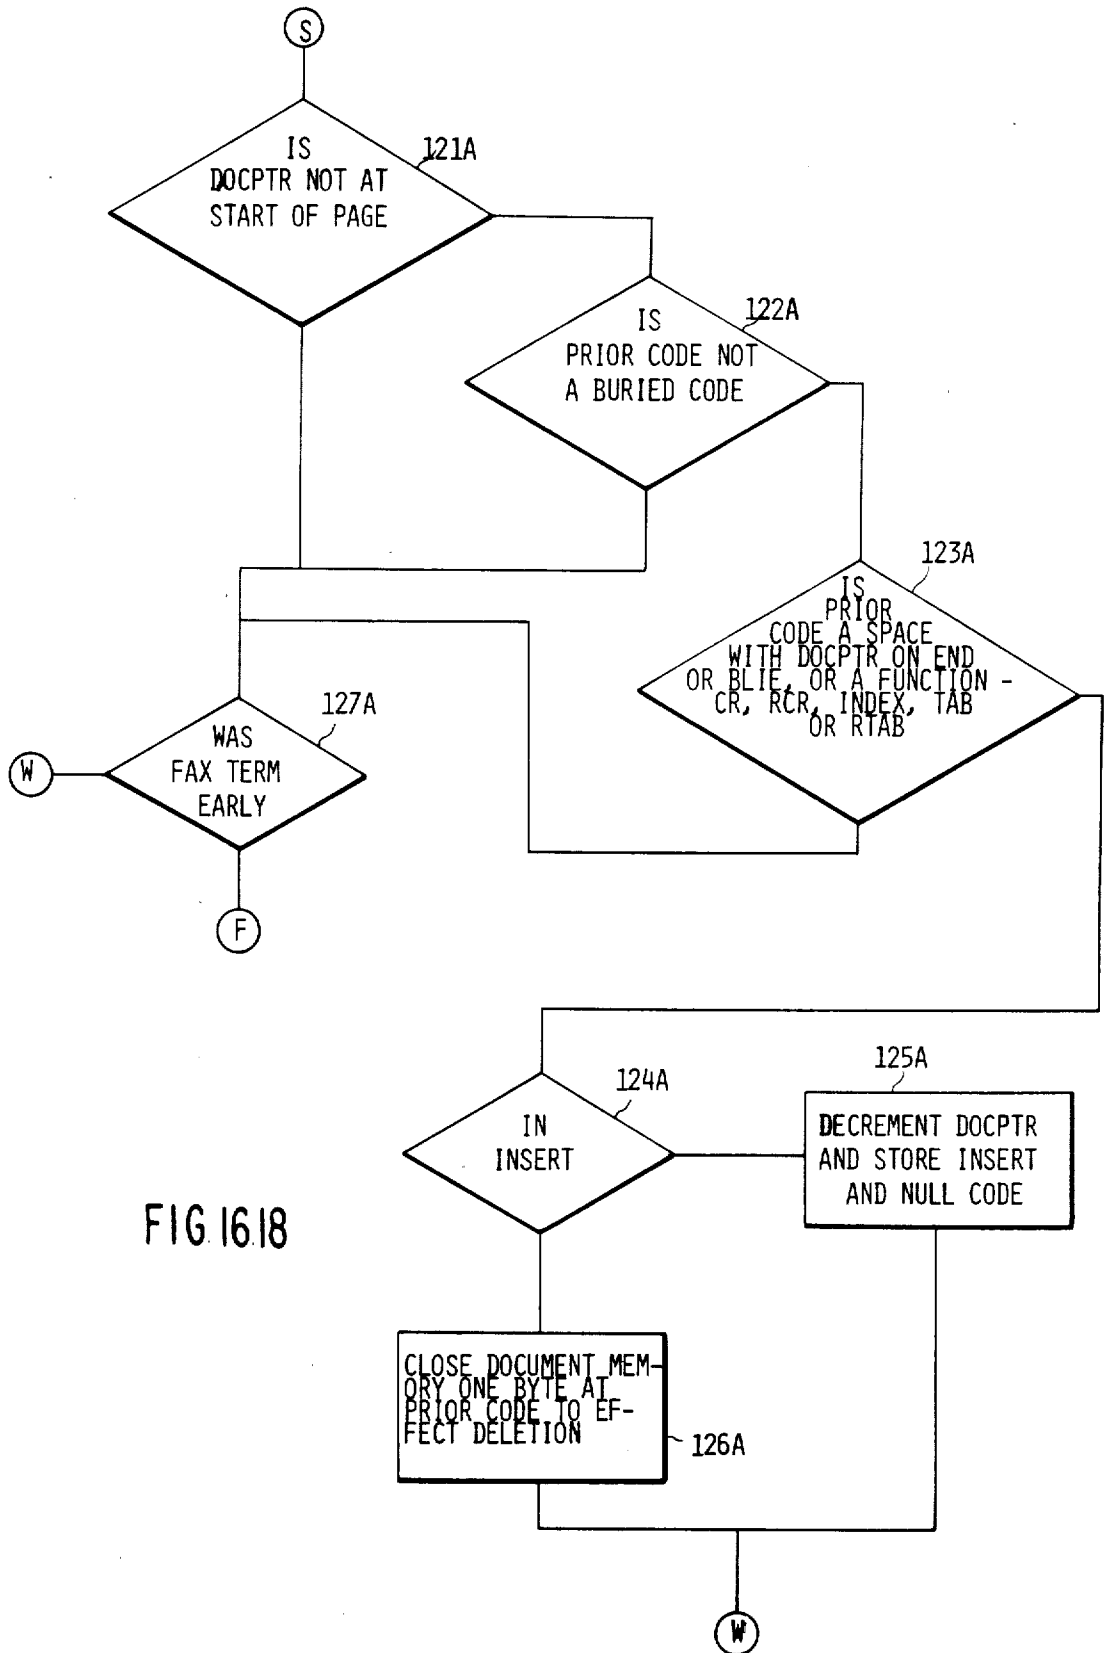 S
IS
DOCPTR NOT AT
START OF PAGE
121A
IS
PRIOR CODE NOT
A BURIED CODE
122A
IS
PRIOR
CODE A SPACE
WITH DOCPTR ON END
OR BLIE, OR A FUNCTION -
CR, RCR, INDEX, TAB
OR RTAB
123A
WAS
FAX TERM
EARLY
127A
W
F
IN
INSERT
124A
DECREMENT DOCPTR
AND STORE INSERT
AND NULL CODE
125A
CLOSE DOCUMENT MEM-
ORY ONE BYTE AT
PRIOR CODE TO EF-
FECT DELETION
126A
W
FIG.16.18